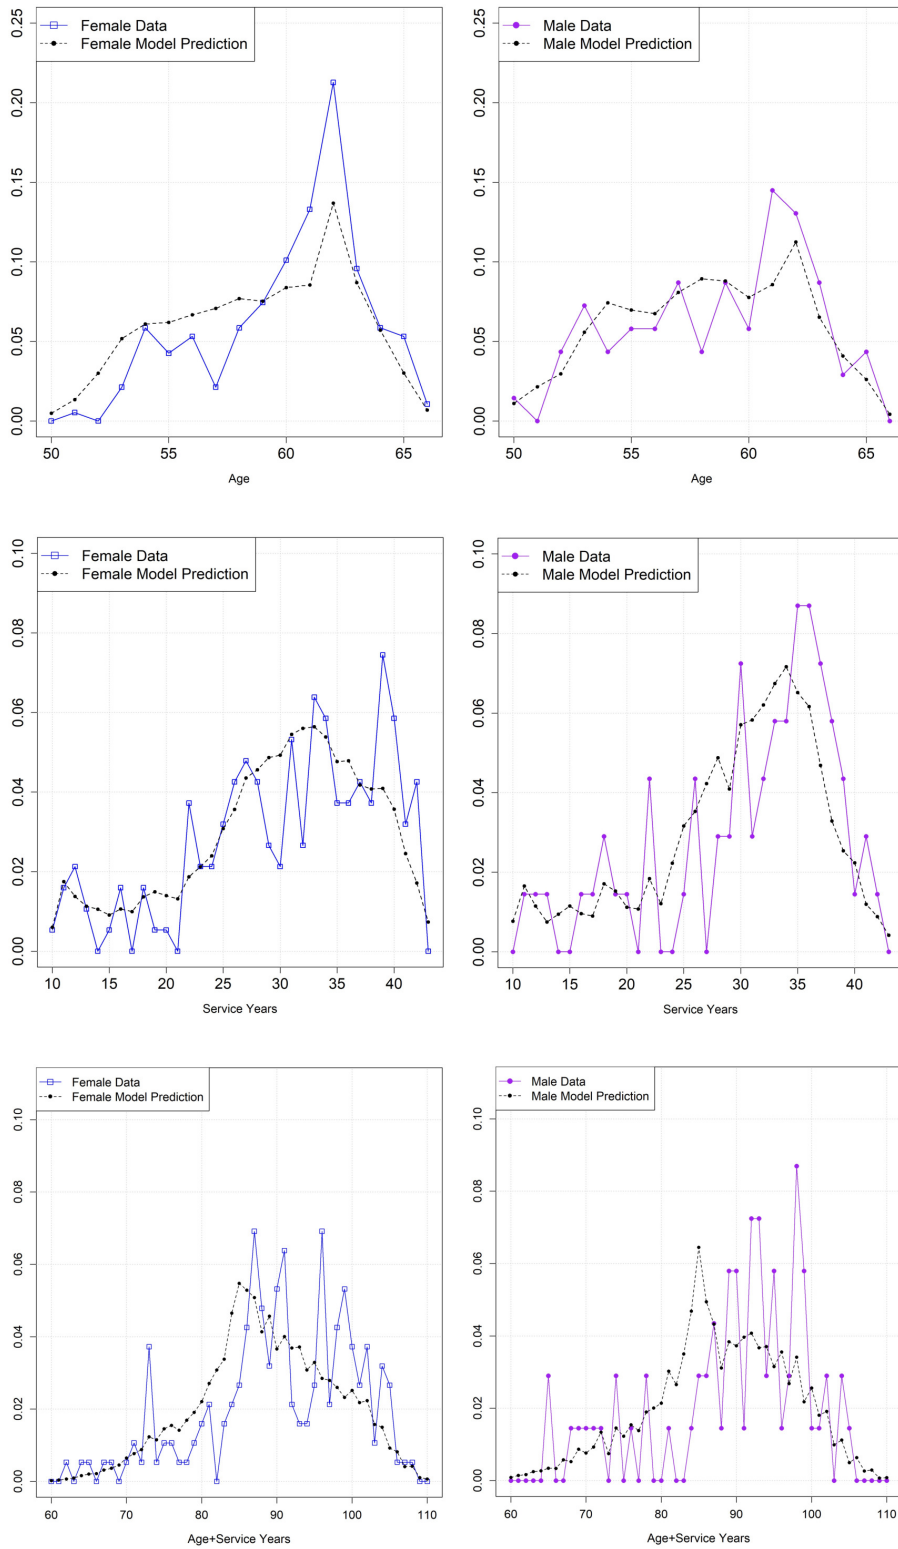 Female Data
Female Model Prediction
0.25
0.20
0.15
0.10
0.05
0.00
50 55 60 65
Age
Male Data
Male Model Prediction
0.25
0.20
0.15
0.10
0.05
0.00
50 55 60 65
Age
Female Data
Female Model Prediction
0.10
0.08
0.06
0.04
0.02
0.00
10 15 20 25 30 35 40
Service Years
Male Data
Male Model Prediction
0.10
0.08
0.06
0.04
0.02
0.00
10 15 20 25 30 35 40
Service Years
Female Data
Female Model Prediction
0.10
0.08
0.06
0.04
0.02
0.00
60 70 80 90 100 110
Age+Service Years
Male Data
Male Model Prediction
0.10
0.08
0.06
0.04
0.02
0.00
60 70 80 90 100 110
Age+Service Years